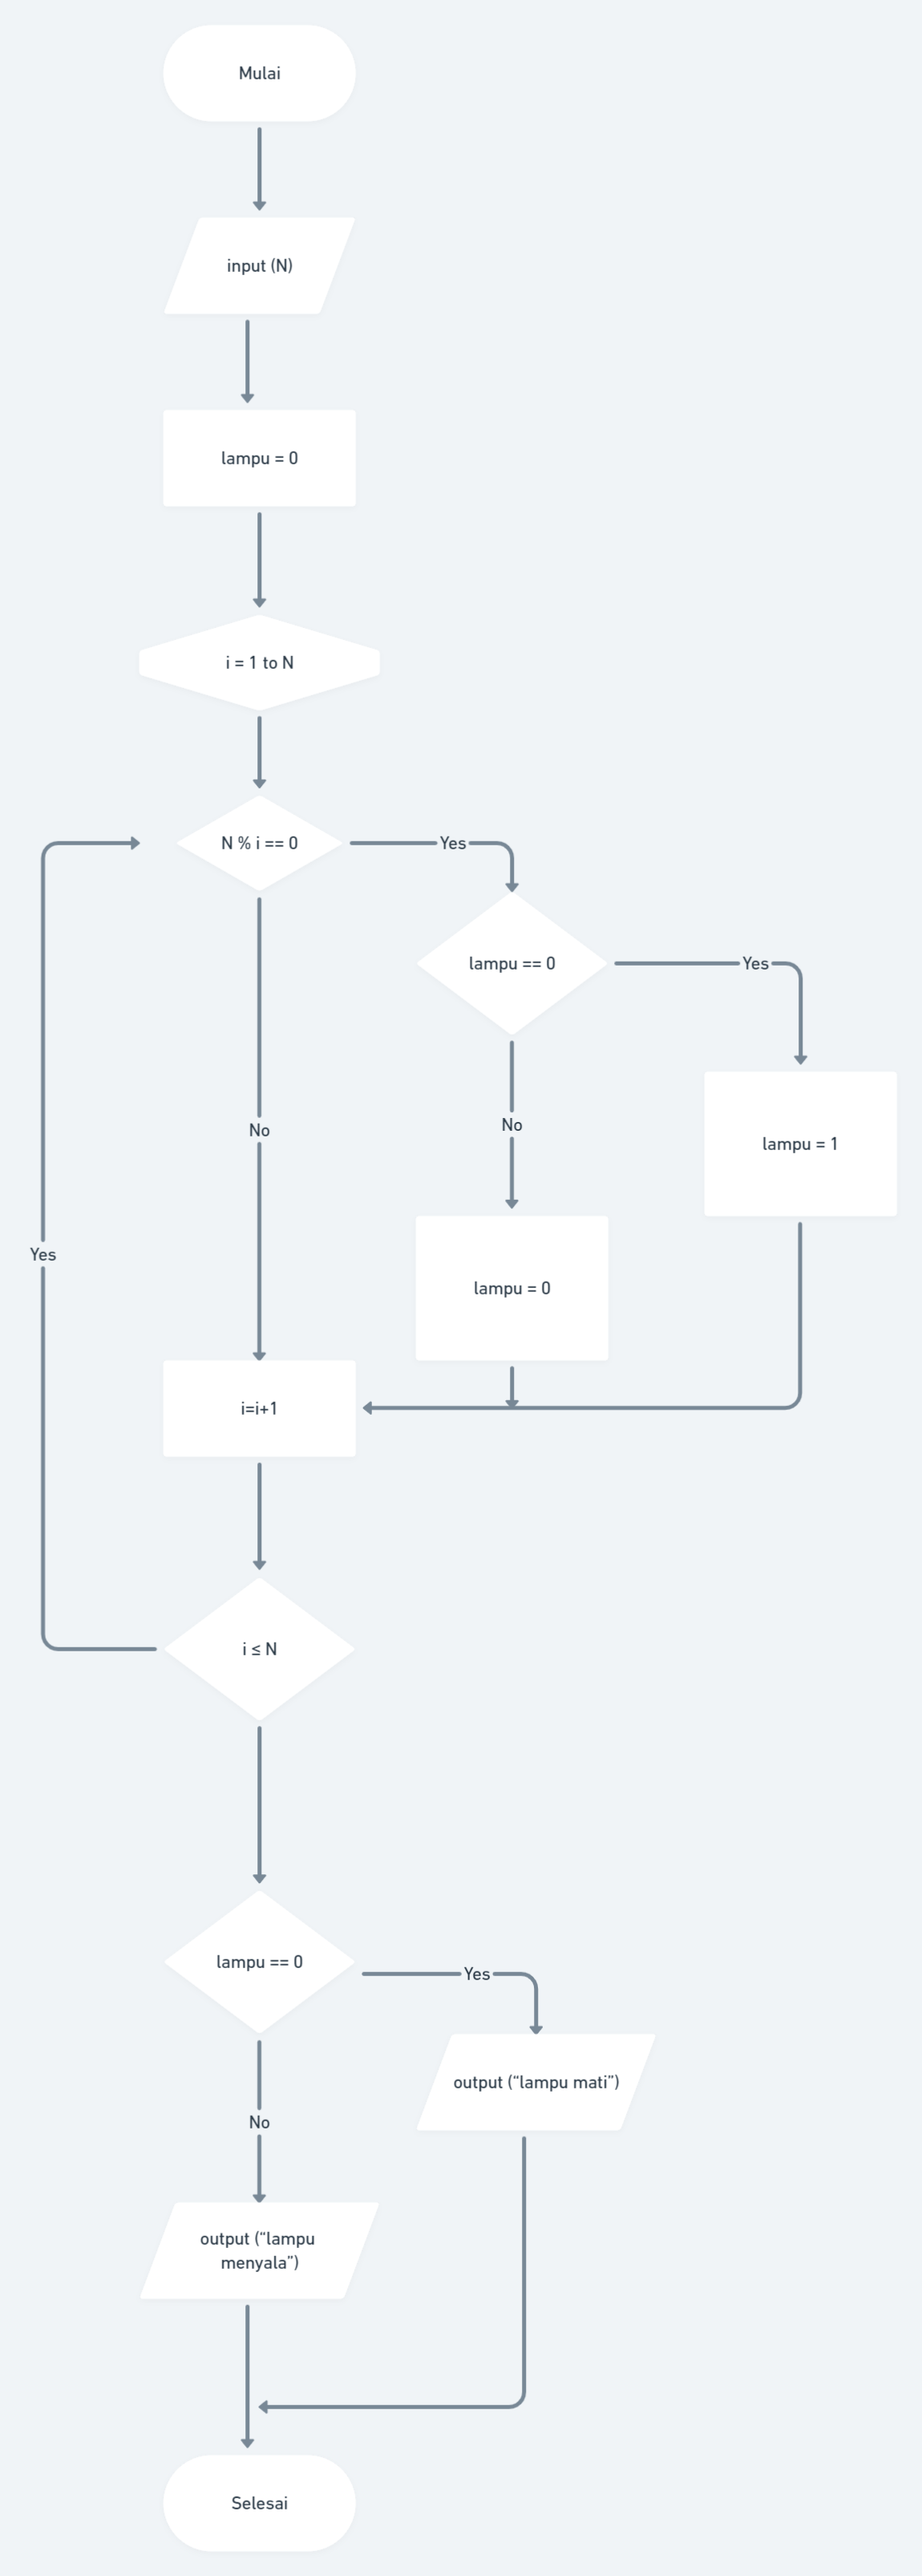 Mulai
input (N)
lampu = 0
i = 1 to N
N % i == 0
Yes
lampu == 0
Yes
No
No
lampu = 1
Yes
lampu = 0
i=i+1
i ≤ N
lampu == 0
Yes
output (“lampu mati”)
No
output (“lampu
menyala”)
Selesai